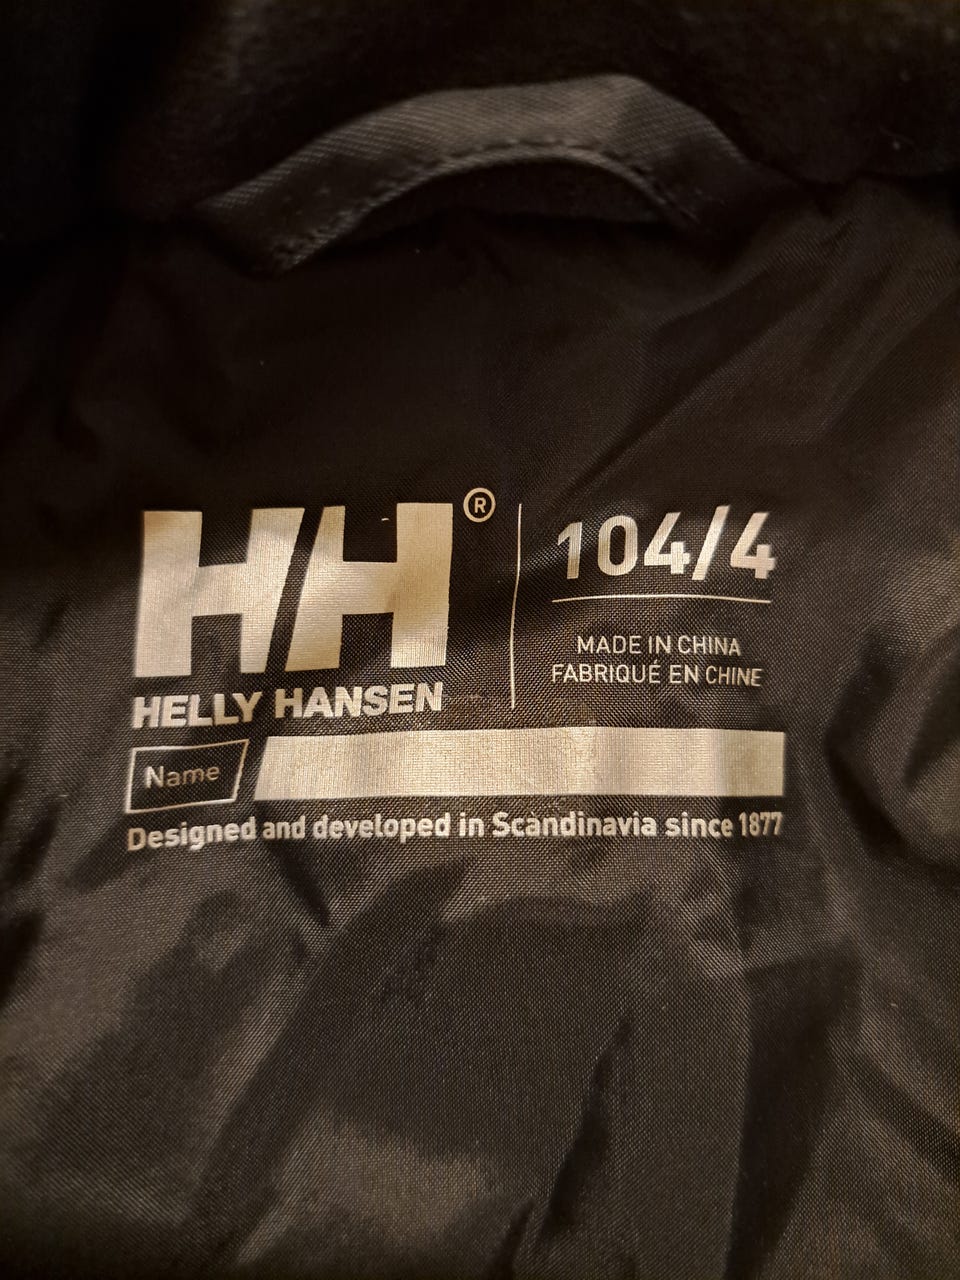 HH®
HELLY HANSEN
104/4
MADE IN CHINA
FABRIQUÉ EN CHINE
Name
Designed and developed in Scandinavia since 1877